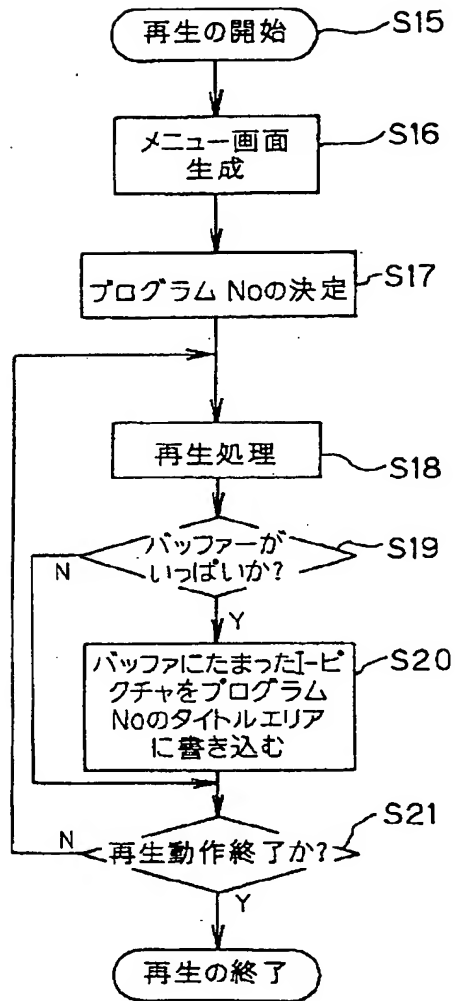 再生の開始
S15
メニュー画面
生成
S16
プログラム Noの決定
S17
再生処理
S18
バッファーが
いっぱいか?
S19
N
Y
バッファにたまったI-ピ
クチャをプログラム
Noのタイトルエリア
に書き込む
S20
再生動作終了か?
S21
N
Y
再生の終了